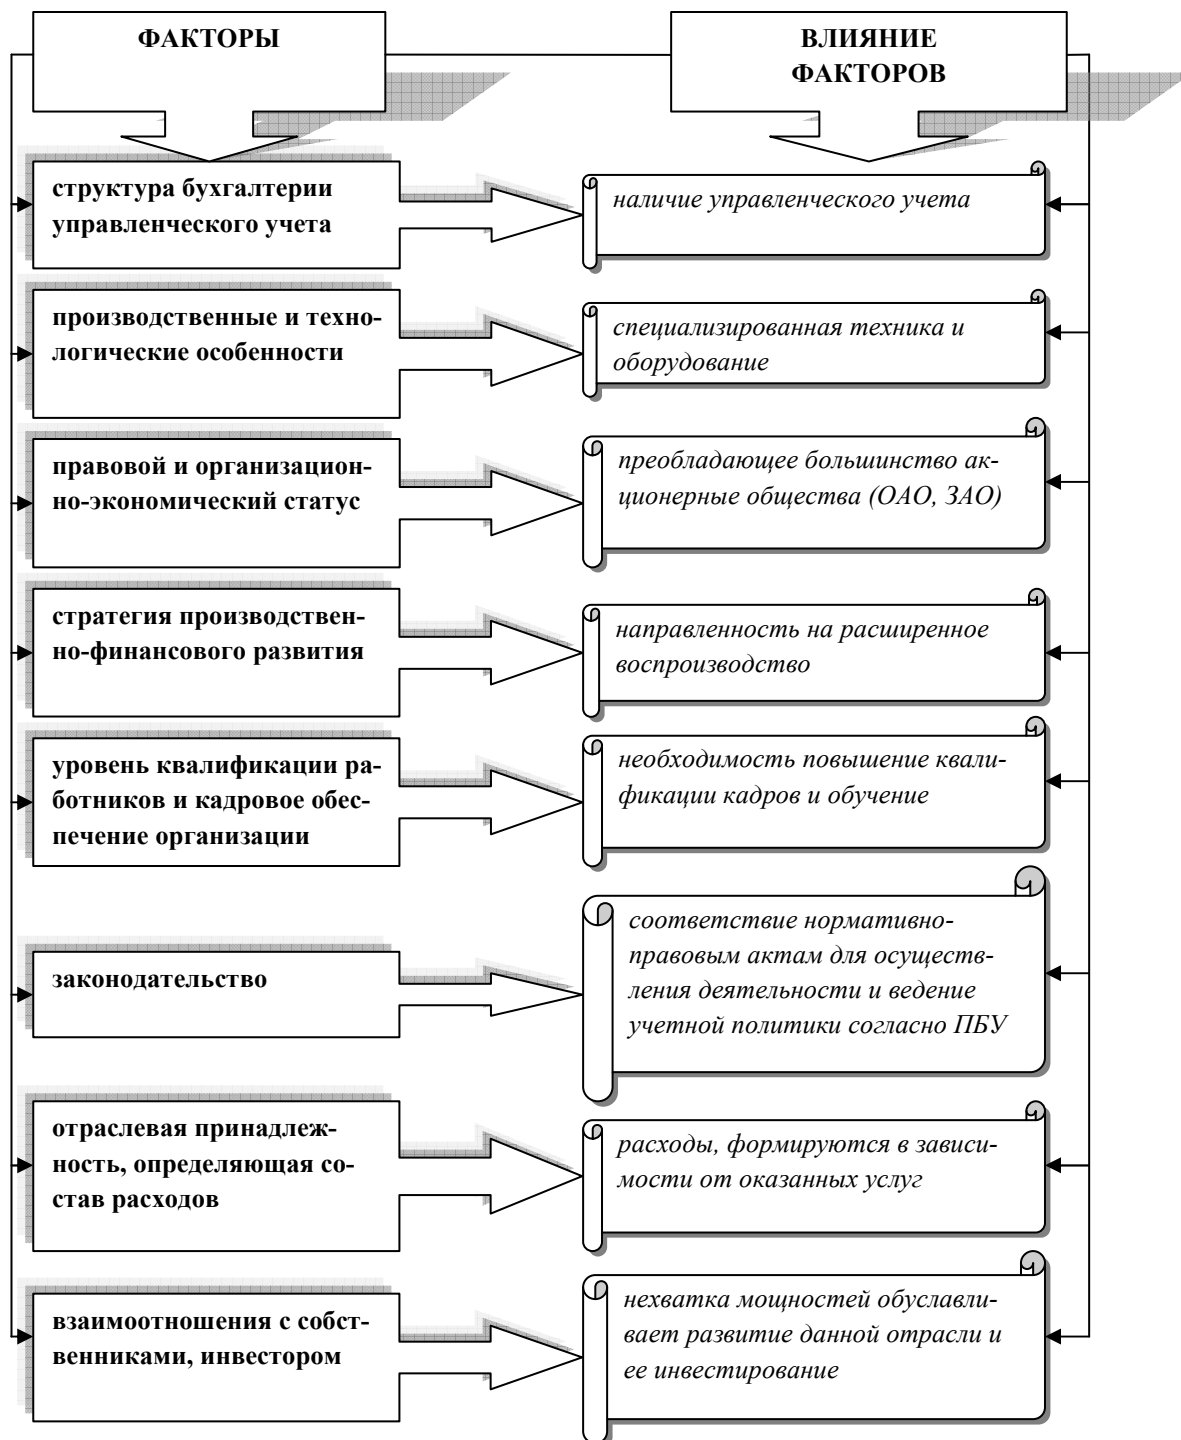 ФАКТОРЫ
ВЛИЯНИЕ
ФАКТОРОВ
структура бухгалтерии
управленческого учета
наличие управленческого учета
производственные и техно-
логические особенности
специализированная техника и
оборудование
правовой и организацион-
но-экономический статус
преобладающее большинство ак-
ционерные общества (ОАО, ЗАО)
стратегия производствен-
но-финансового развития
направленность на расширенное
воспроизводство
уровень квалификации ра-
ботников и кадровое обес-
печение организации
необходимость повышение квали-
фикации кадров и обучение
законодательство
соответствие нормативно-
правовым актам для осуществ-
ления деятельности и ведение
учетной политики согласно ПБУ
отраслевая принадлеж-
ность, определяющая со-
став расходов
расходы, формируются в зависи-
мости от оказанных услуг
взаимоотношения с собст-
венниками, инвестором
нехватка мощностей обуславли-
вает развитие данной отрасли и
ее инвестирование